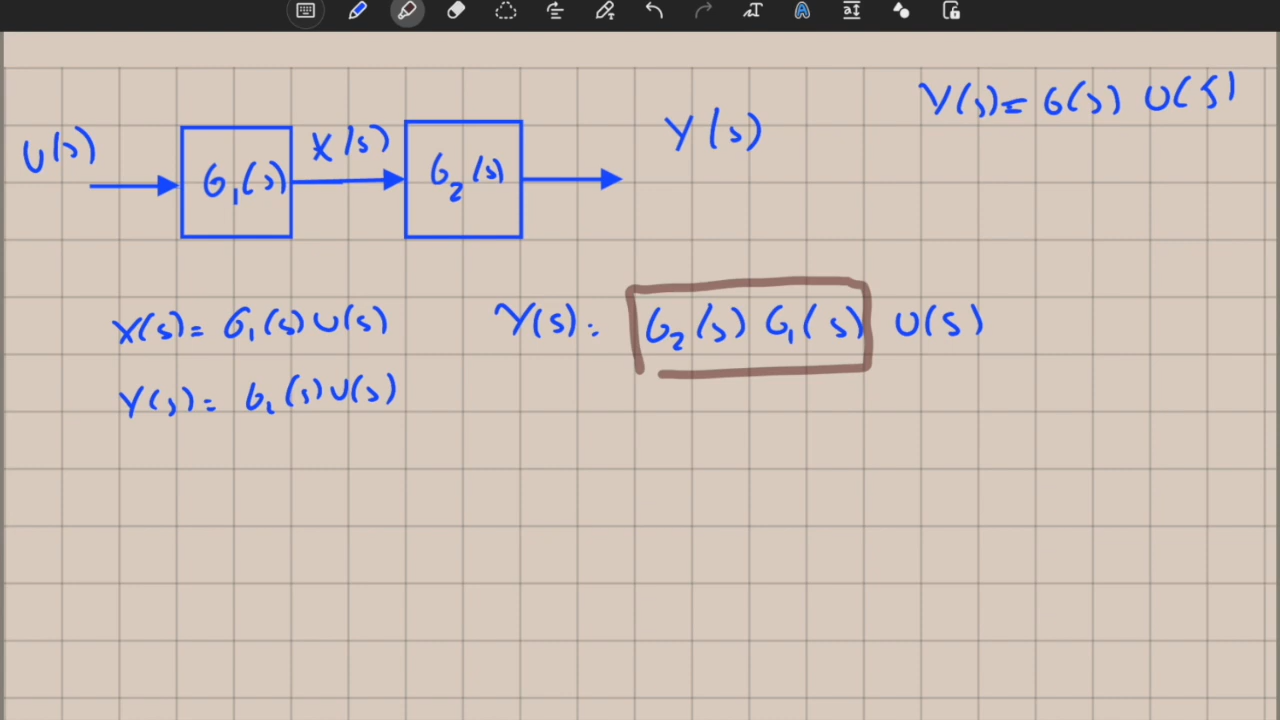 Y(s)= G(s) U(s)
U(s)
G₁(s)
X(s)
G₂(s)
Y(s)
X(s)= G₁(s) U(s)
Y(s): G₂(s) G₁(s) U(s)
Y(s)= G₂(s) U(s)